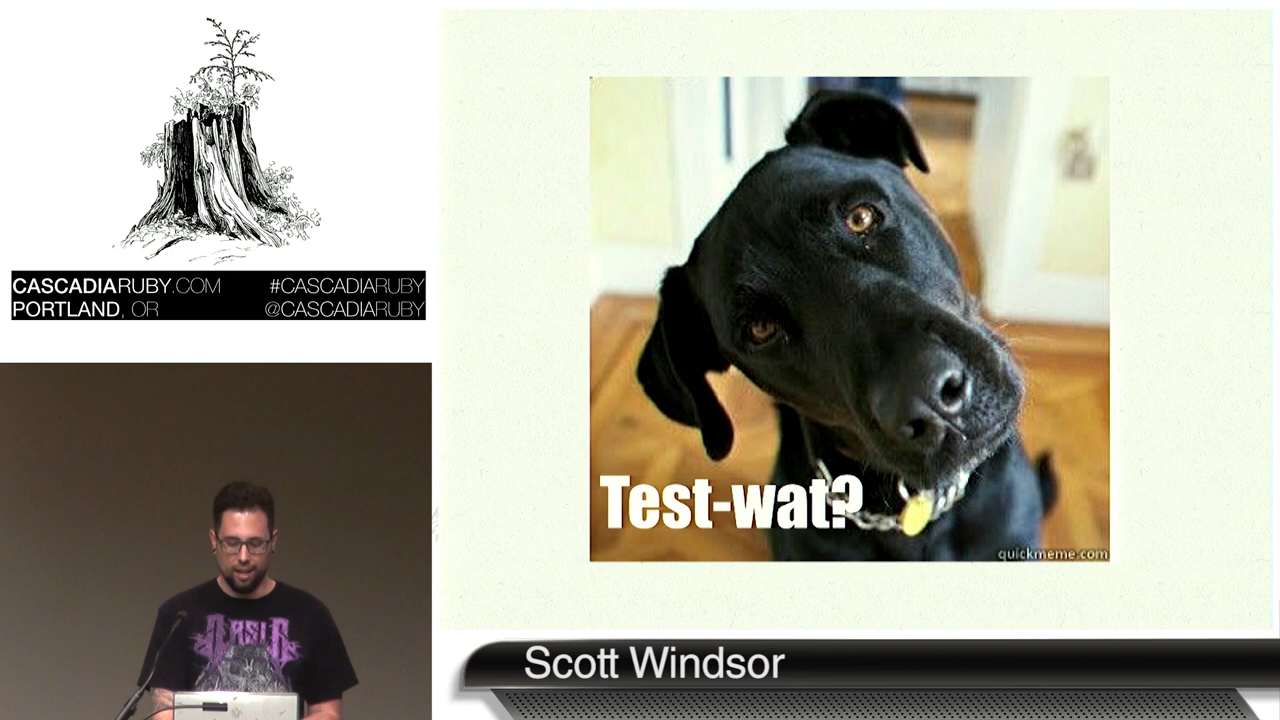 CASCADIARUBY.COM #CASCADIARUBY
PORTLAND, OR @CASCADIARUBY
Test-wat?
quickmeme.com
Scott Windsor